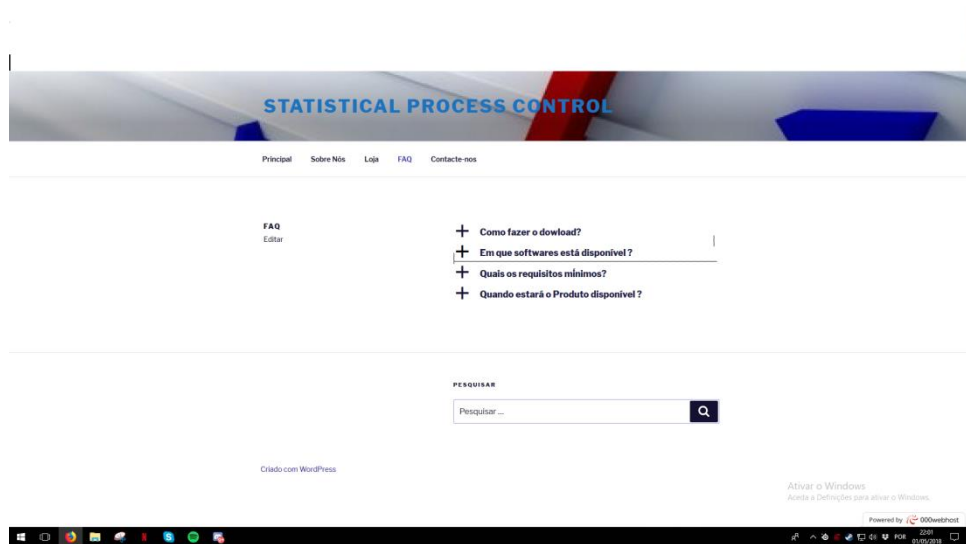 STATISTICAL PROCESS CONTROL
Principal Sobre Nós Loja FAQ Contacte-nos
FAQ
Editar
Como fazer o dowload?
Em que softwares está disponível ?
Quais os requisitos mínimos?
Quando estará o Produto disponível ?
PESQUISAR
Pesquisar ...
Criado com WordPress
Ativar o Windows
Aceda a Definições para ativar o Windows.
Powered by 000webhost
POR
22:01
01/05/2018